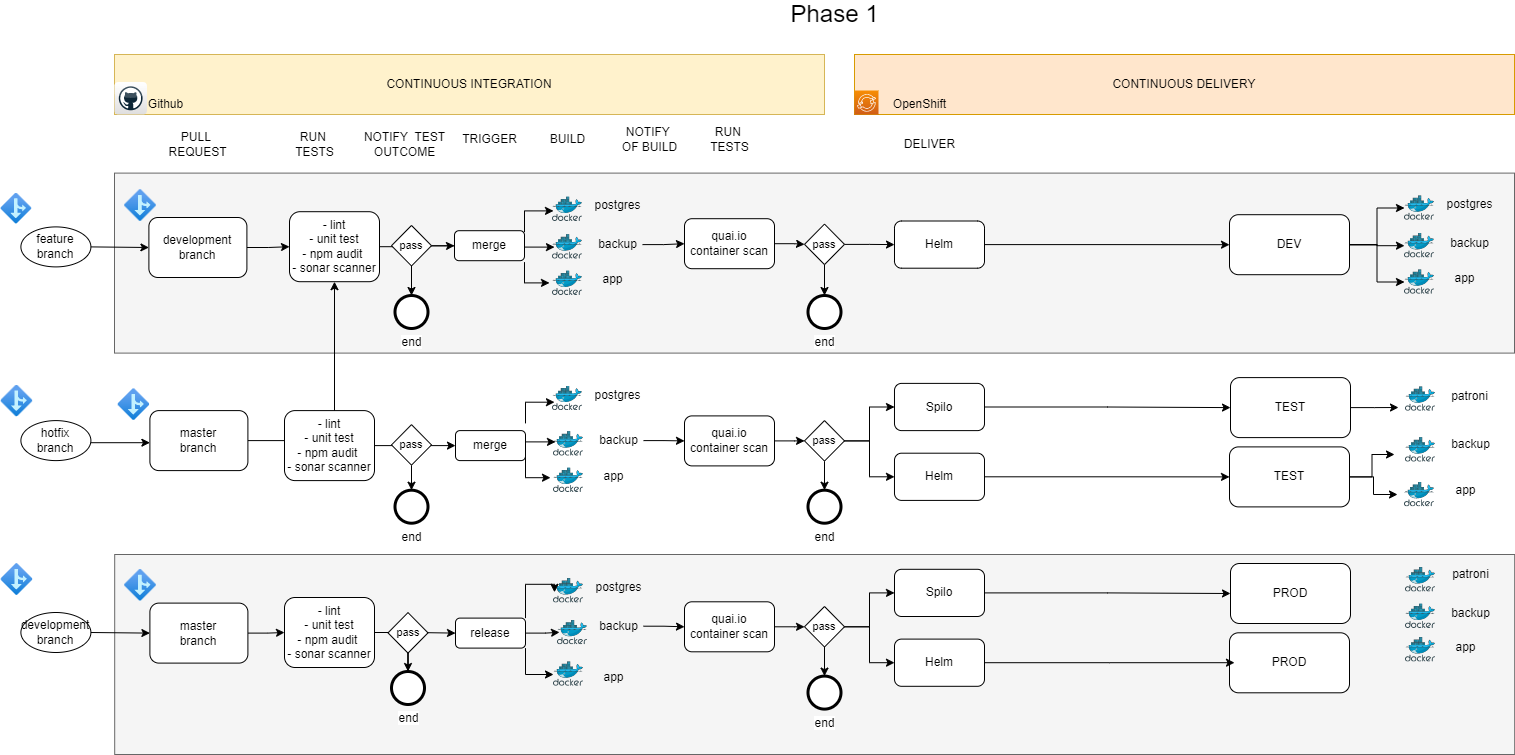 Phase 1
CONTINUOUS INTEGRATION
Github
CONTINUOUS DELIVERY
OpenShift
PULL
REQUEST
RUN
TESTS
NOTIFY TEST
OUTCOME
TRIGGER
BUILD
NOTIFY
OF BUILD
RUN
TESTS
DELIVER
feature
branch
development
branch
- lint
- unit test
- npm audit
- sonar scanner
pass
end
merge
docker
postgres
docker
backup
docker
app
quai.io
container scan
pass
end
Helm
DEV
docker
postgres
docker
backup
docker
app
hotfix
branch
master
branch
- lint
- unit test
- npm audit
- sonar scanner
pass
end
merge
docker
postgres
docker
backup
docker
app
quai.io
container scan
pass
end
Spilo
Helm
TEST
TEST
docker
patroni
docker
backup
docker
app
development
branch
master
branch
- lint
- unit test
- npm audit
- sonar scanner
pass
end
release
docker
postgres
docker
backup
docker
app
quai.io
container scan
pass
end
Spilo
Helm
PROD
PROD
docker
patroni
docker
backup
docker
app